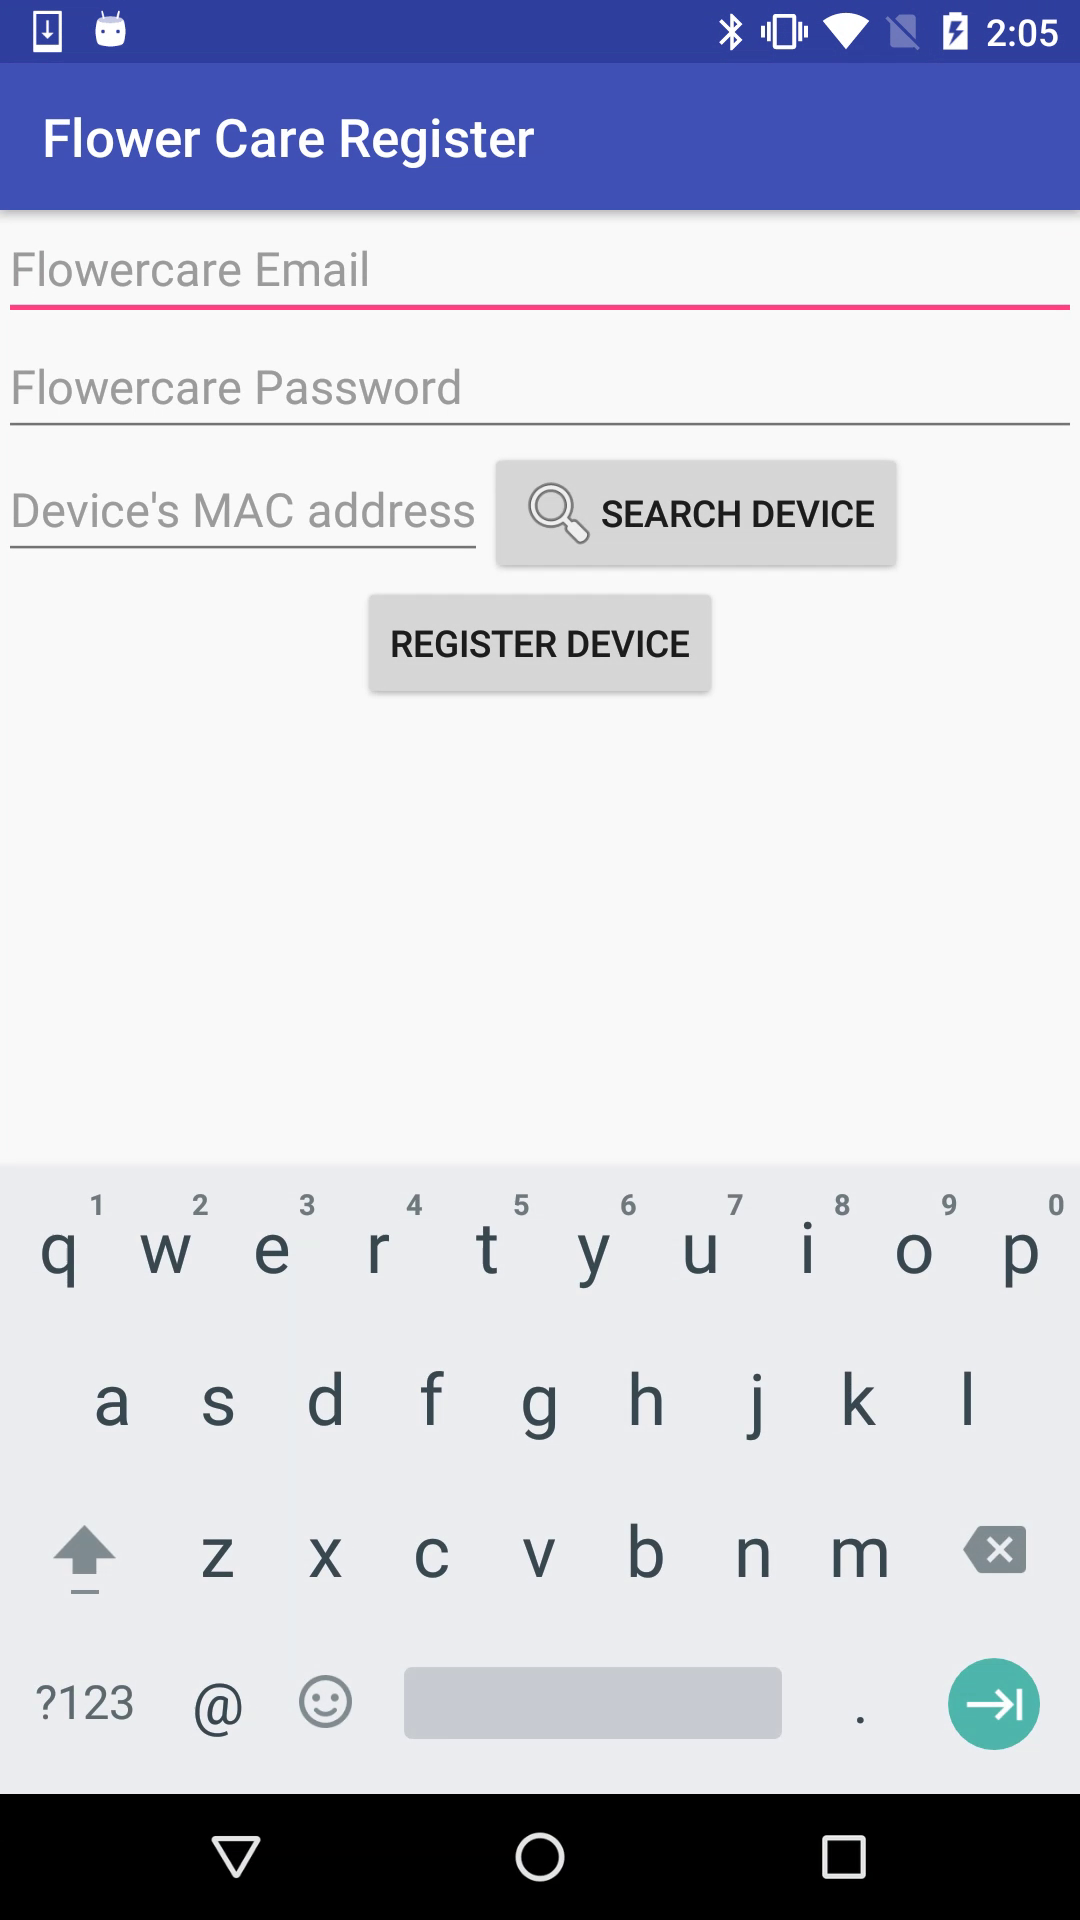 2:05
Flower Care Register
Flowercare Email
Flowercare Password
Device's MAC address SEARCH DEVICE
REGISTER DEVICE
1 2 3 4 5 6 7 8 9 0
q w e r t y u i o p
a s d f g h j k l
z x c v b n m
?123 @ .